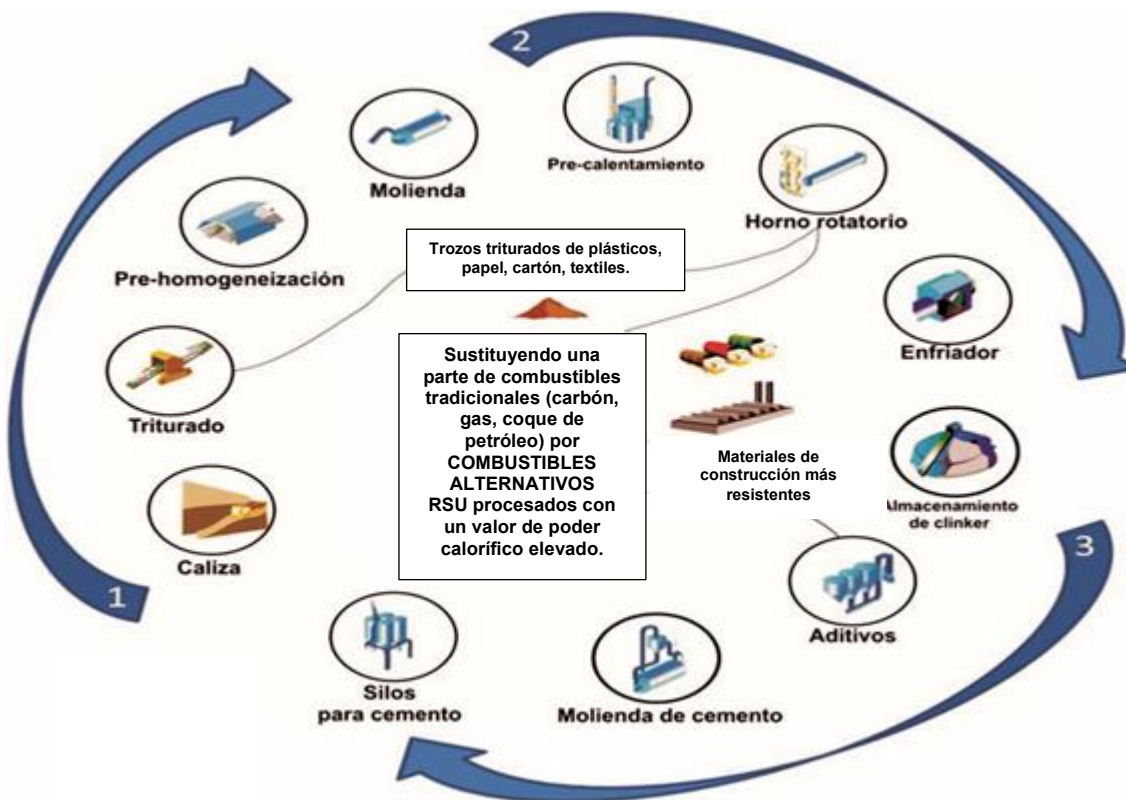 2
Molienda
Pre-calentamiento
Horno rotatorio
Pre-homogeneización
Trozos triturados de plásticos,
papel, cartón, textiles.
Enfriador
Triturado
Sustituyendo una
parte de combustibles
tradicionales (carbón,
gas, coque de
petróleo) por
COMBUSTIBLES
ALTERNATIVOS
RSU procesados con
un valor de poder
calorífico elevado.
Materiales de
construcción más
resistentes
Almacenamiento
de clinker
Caliza
1
3
Aditivos
Silos
para cemento
Molienda de cemento